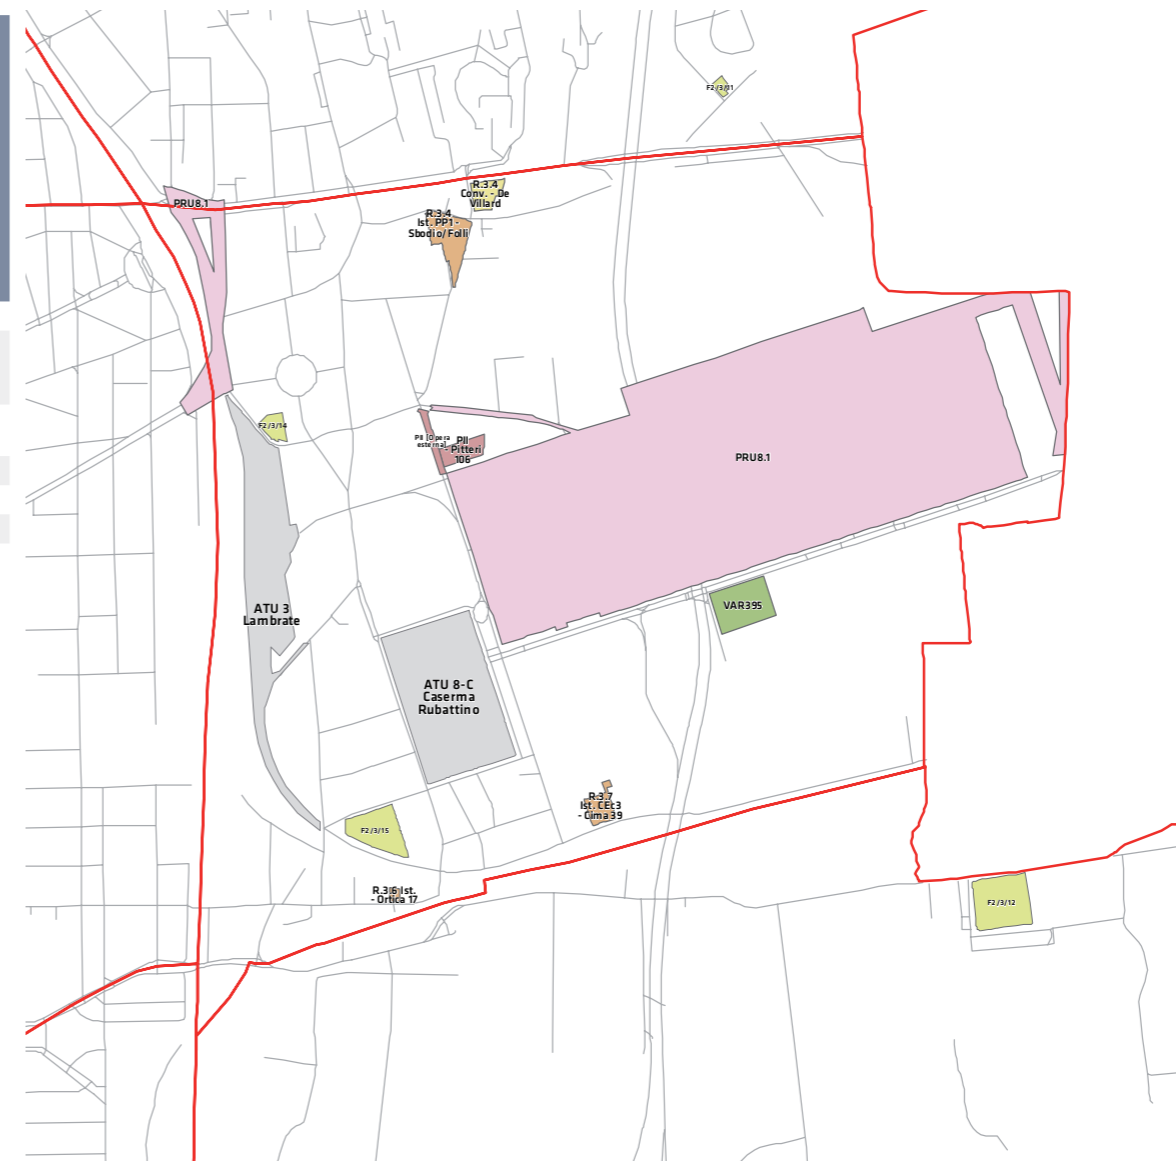 F2/3/11
R.3.4
Conv. - De
Villard
PRU8.1
R.3.4
Ist. PP1 -
Sbodio/Folli
F2/3/14
PII [Opera
esterna]
PII
- Pitteri
106
PRU8.1
VAR395
ATU 3
Lambrate
ATU 8-C
Caserma
Rubattino
R.3.7
Ist. CEc3
- Cima 39
F2/3/15
R.3.6 Ist.
- Ortica 17
F2/3/12